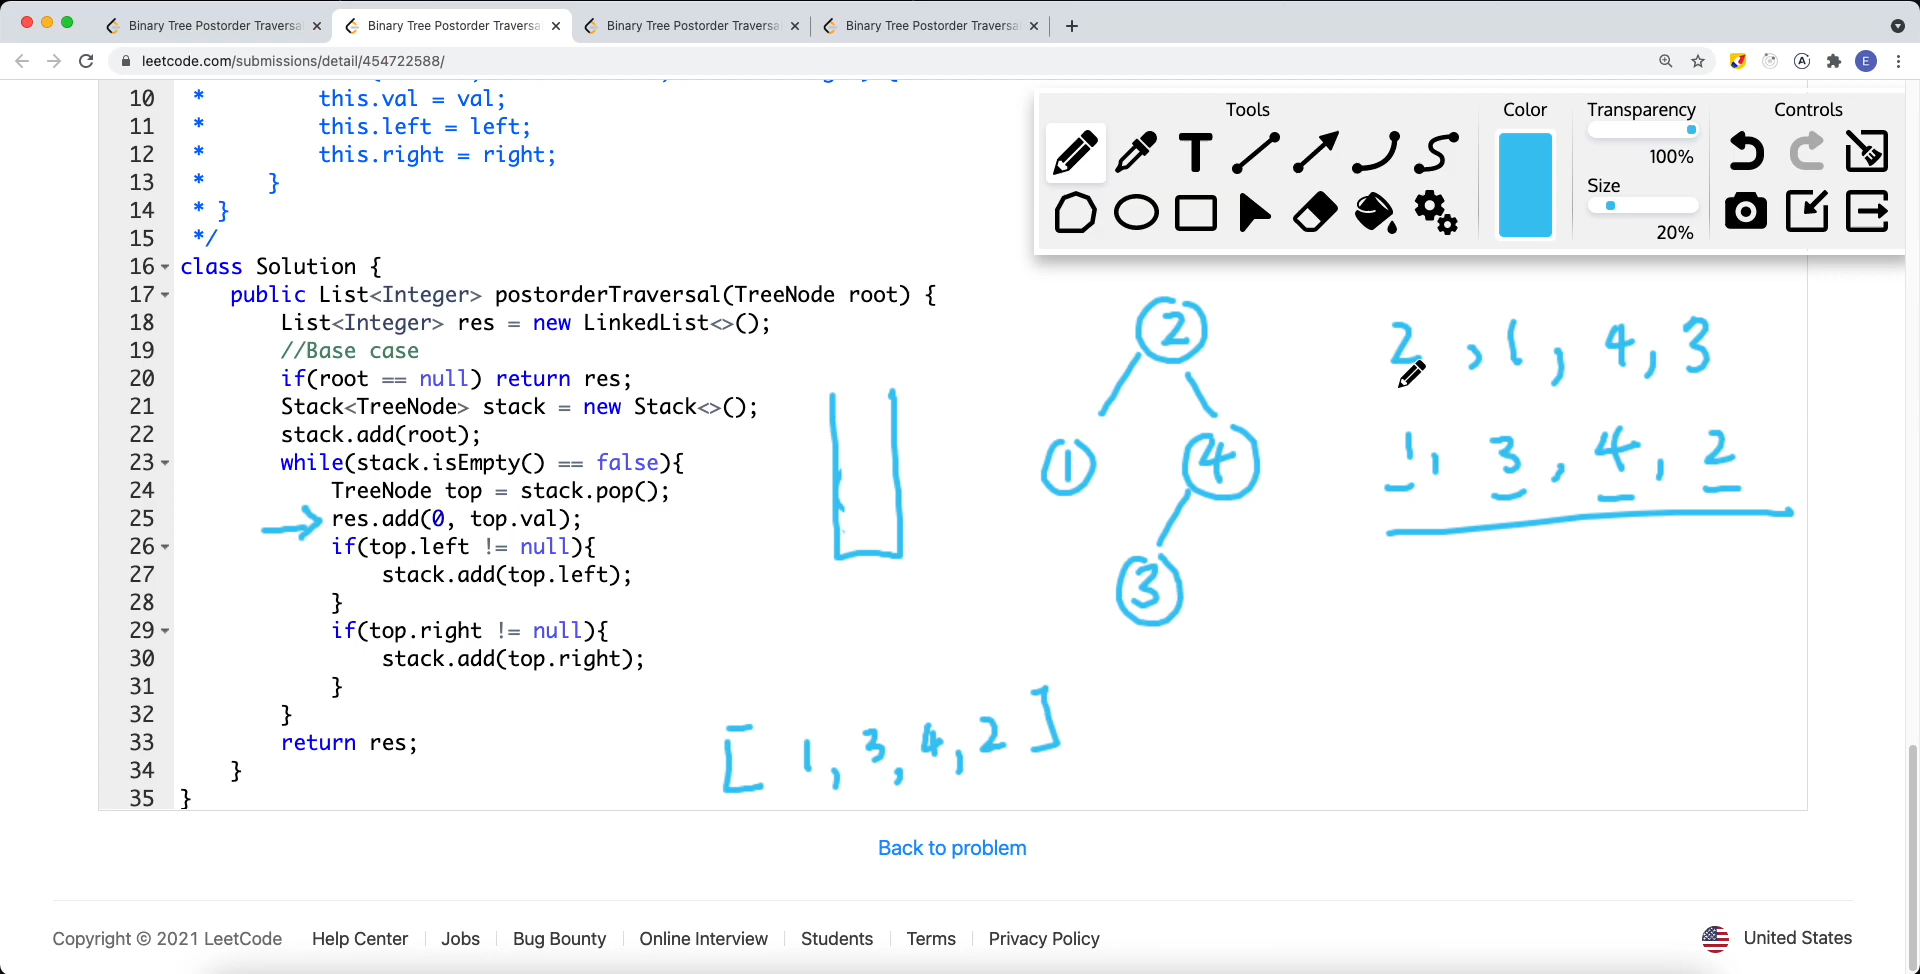 Binary Tree Postorder Traversa
Binary Tree Postorder Traversa
Binary Tree Postorder Traversa
Binary Tree Postorder Traversa
leetcode.com/submissions/detail/454722588/
E
10 * this.val = val;
11 * this.left = left;
12 * this.right = right;
13 * }
14 * }
15 */
16 class Solution {
17 public List<Integer> postorderTraversal(TreeNode root) {
18 List<Integer> res = new LinkedList<>();
19 //Base case
20 if(root == null) return res;
21 Stack<TreeNode> stack = new Stack<>();
22 stack.add(root);
23 while(stack.isEmpty() == false){
24 TreeNode top = stack.pop();
25 res.add(0, top.val);
26 if(top.left != null){
27 stack.add(top.left);
28 }
29 if(top.right != null){
30 stack.add(top.right);
31 }
32 }
33 return res;
34 }
35 }
Tools
Color
Transparency
100%
Size
20%
Controls
2
1
4
3
2 , 1 , 4 , 3
1 , 3 , 4 , 2
[ 1 , 3 , 4 , 2 ]
Back to problem
Copyright © 2021 LeetCode Help Center Jobs Bug Bounty Online Interview Students Terms Privacy Policy United States